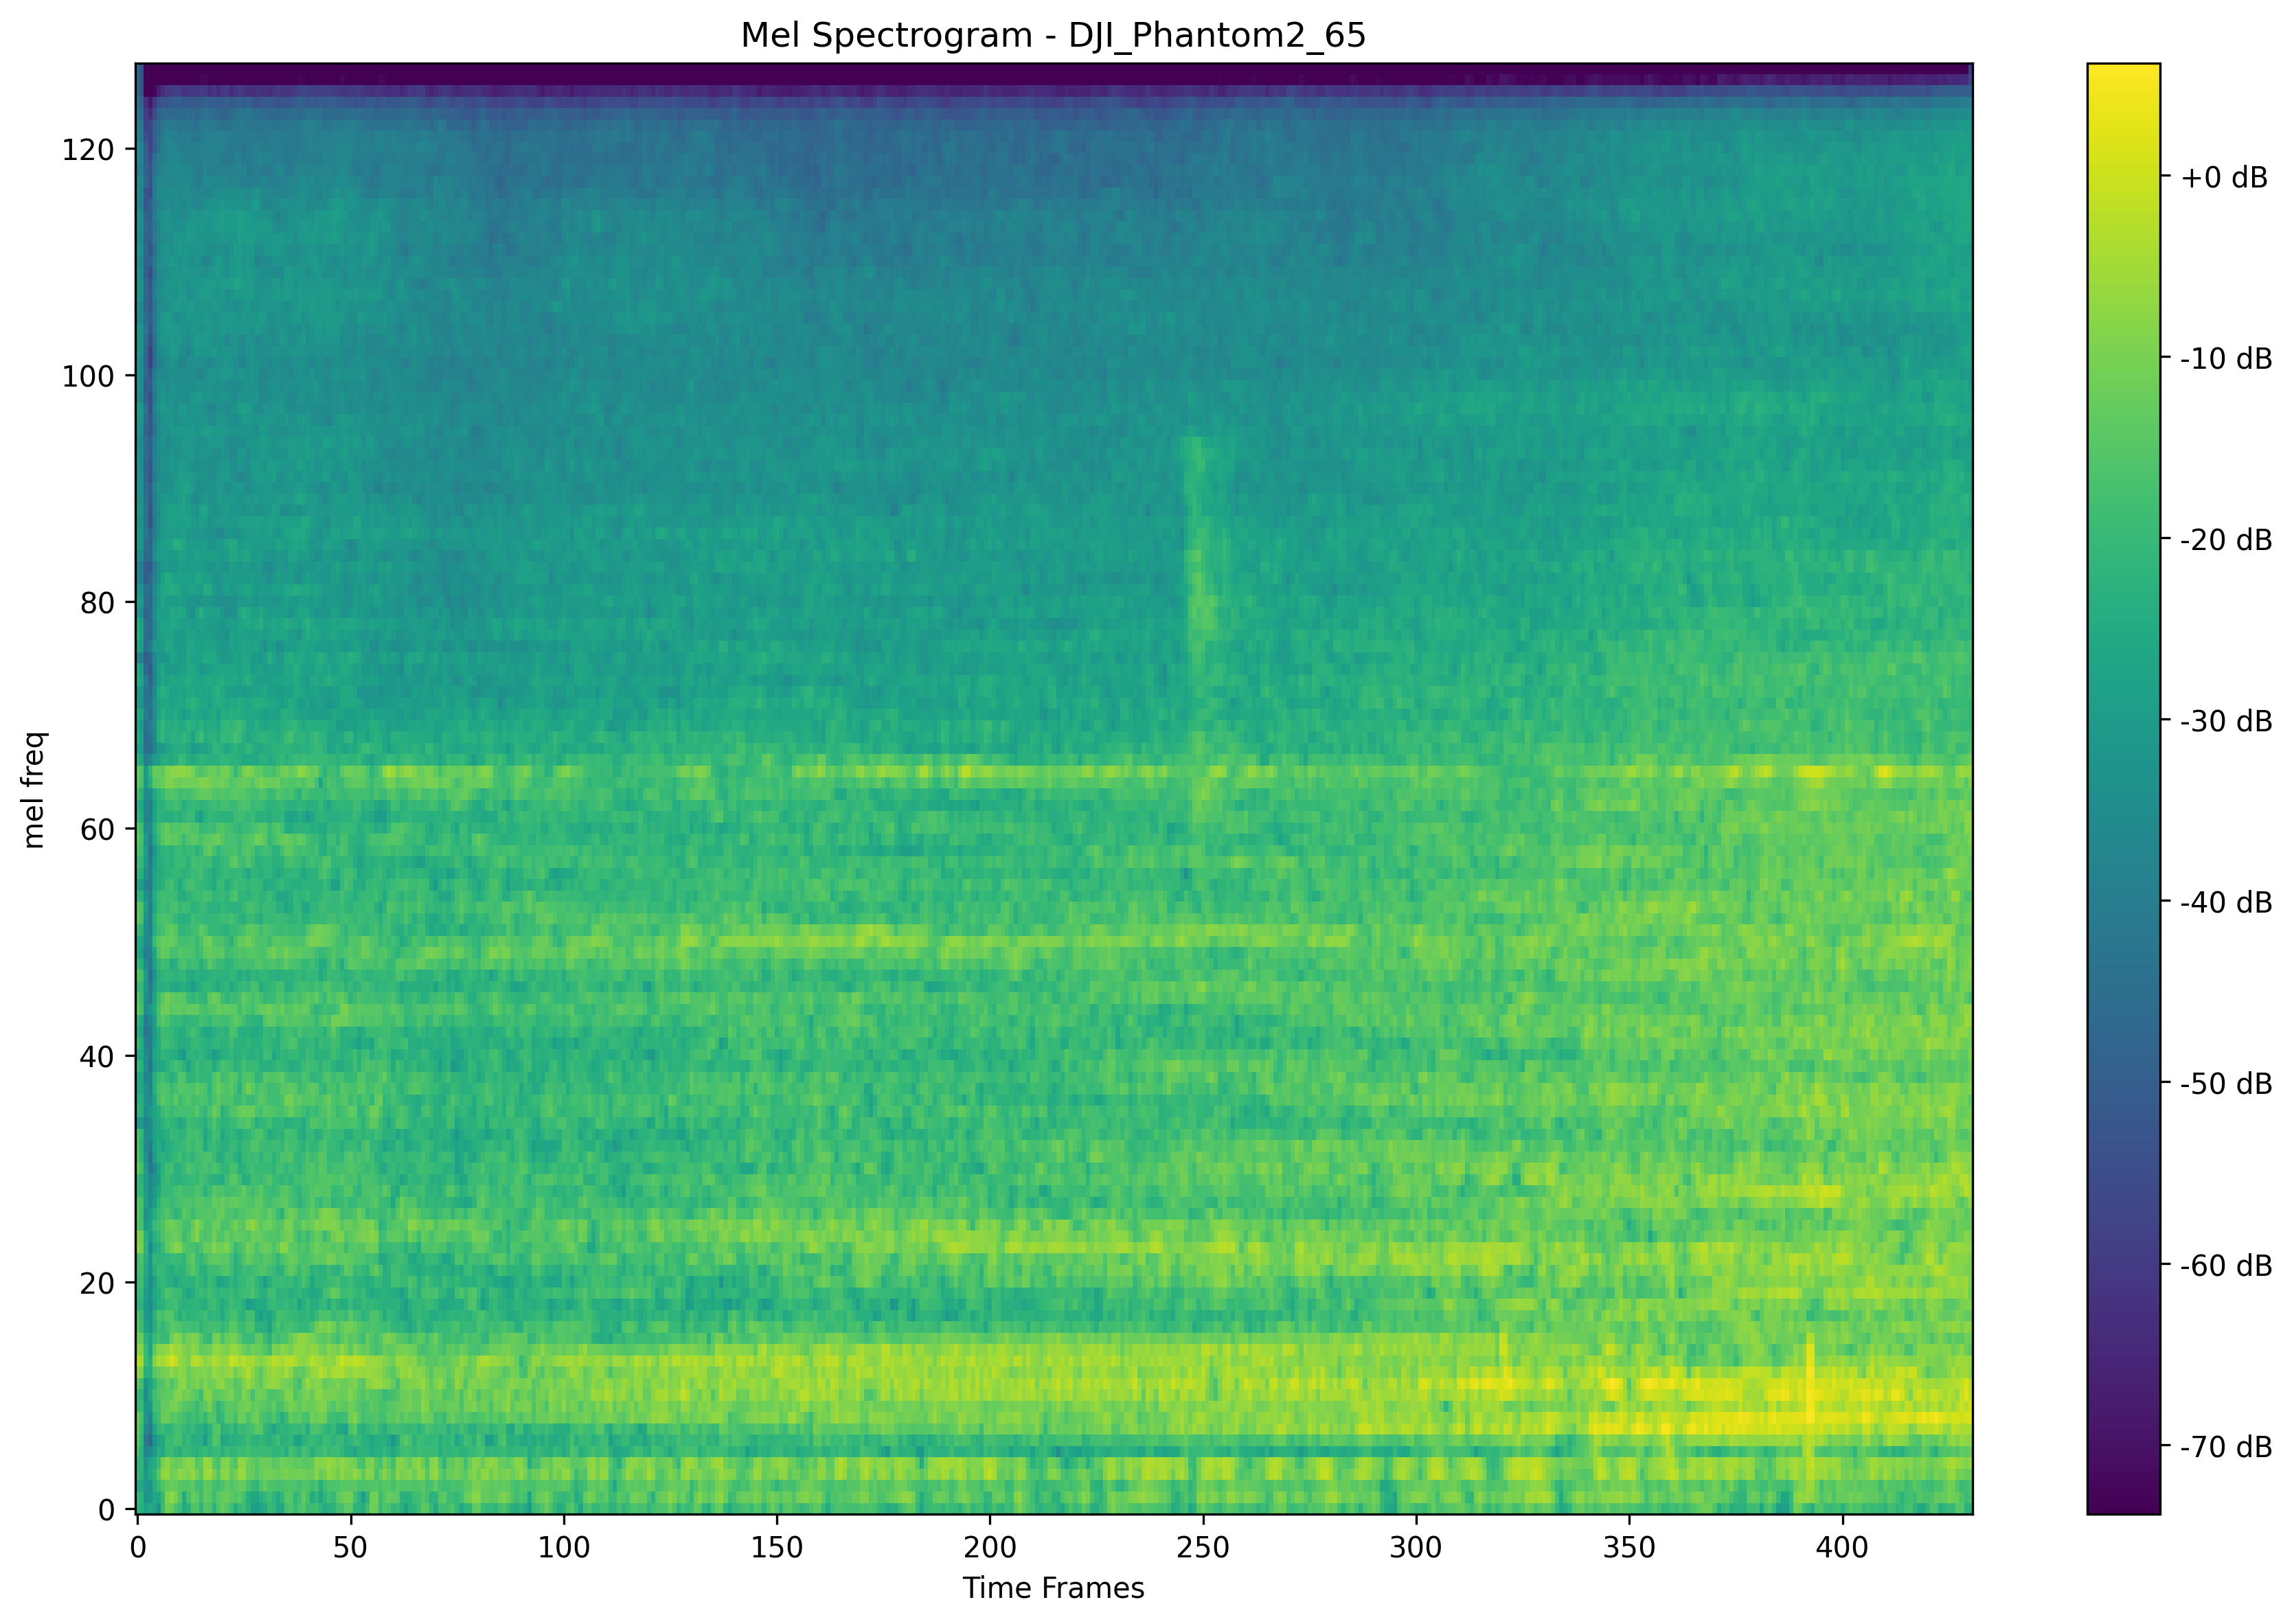 Mel Spectrogram - DJI_Phantom2_65
mel freq
120
100
80
60
40
20
0
0 50 100 150 200 250 300 350 400
Time Frames
+0 dB
-10 dB
-20 dB
-30 dB
-40 dB
-50 dB
-60 dB
-70 dB